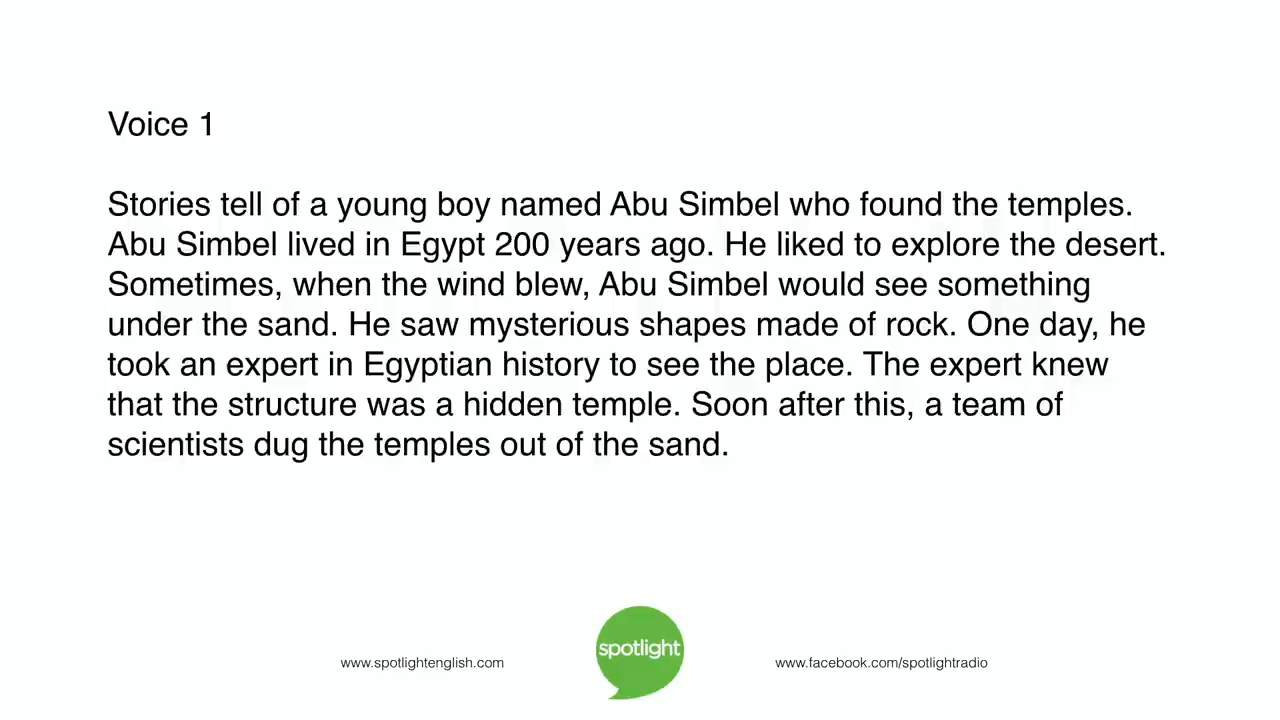 Voice 1
Stories tell of a young boy named Abu Simbel who found the temples.
Abu Simbel lived in Egypt 200 years ago. He liked to explore the desert.
Sometimes, when the wind blew, Abu Simbel would see something
under the sand. He saw mysterious shapes made of rock. One day, he
took an expert in Egyptian history to see the place. The expert knew
that the structure was a hidden temple. Soon after this, a team of
scientists dug the temples out of the sand.
spotlight
www.spotlightenglish.com
www.facebook.com/spotlightradio